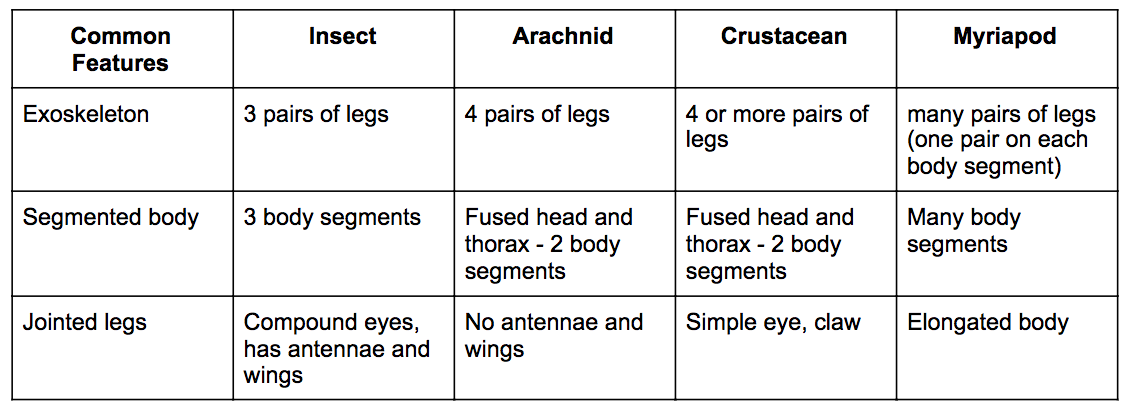 Common
Features
Insect
Arachnid
Crustacean
Myriapod
Exoskeleton
3 pairs of legs
4 pairs of legs
4 or more pairs of
legs
many pairs of legs
(one pair on each
body segment)
Segmented body
3 body segments
Fused head and
thorax - 2 body
segments
Fused head and
thorax - 2 body
segments
Many body
segments
Jointed legs
Compound eyes,
has antennae and
wings
No antennae and
wings
Simple eye, claw
Elongated body